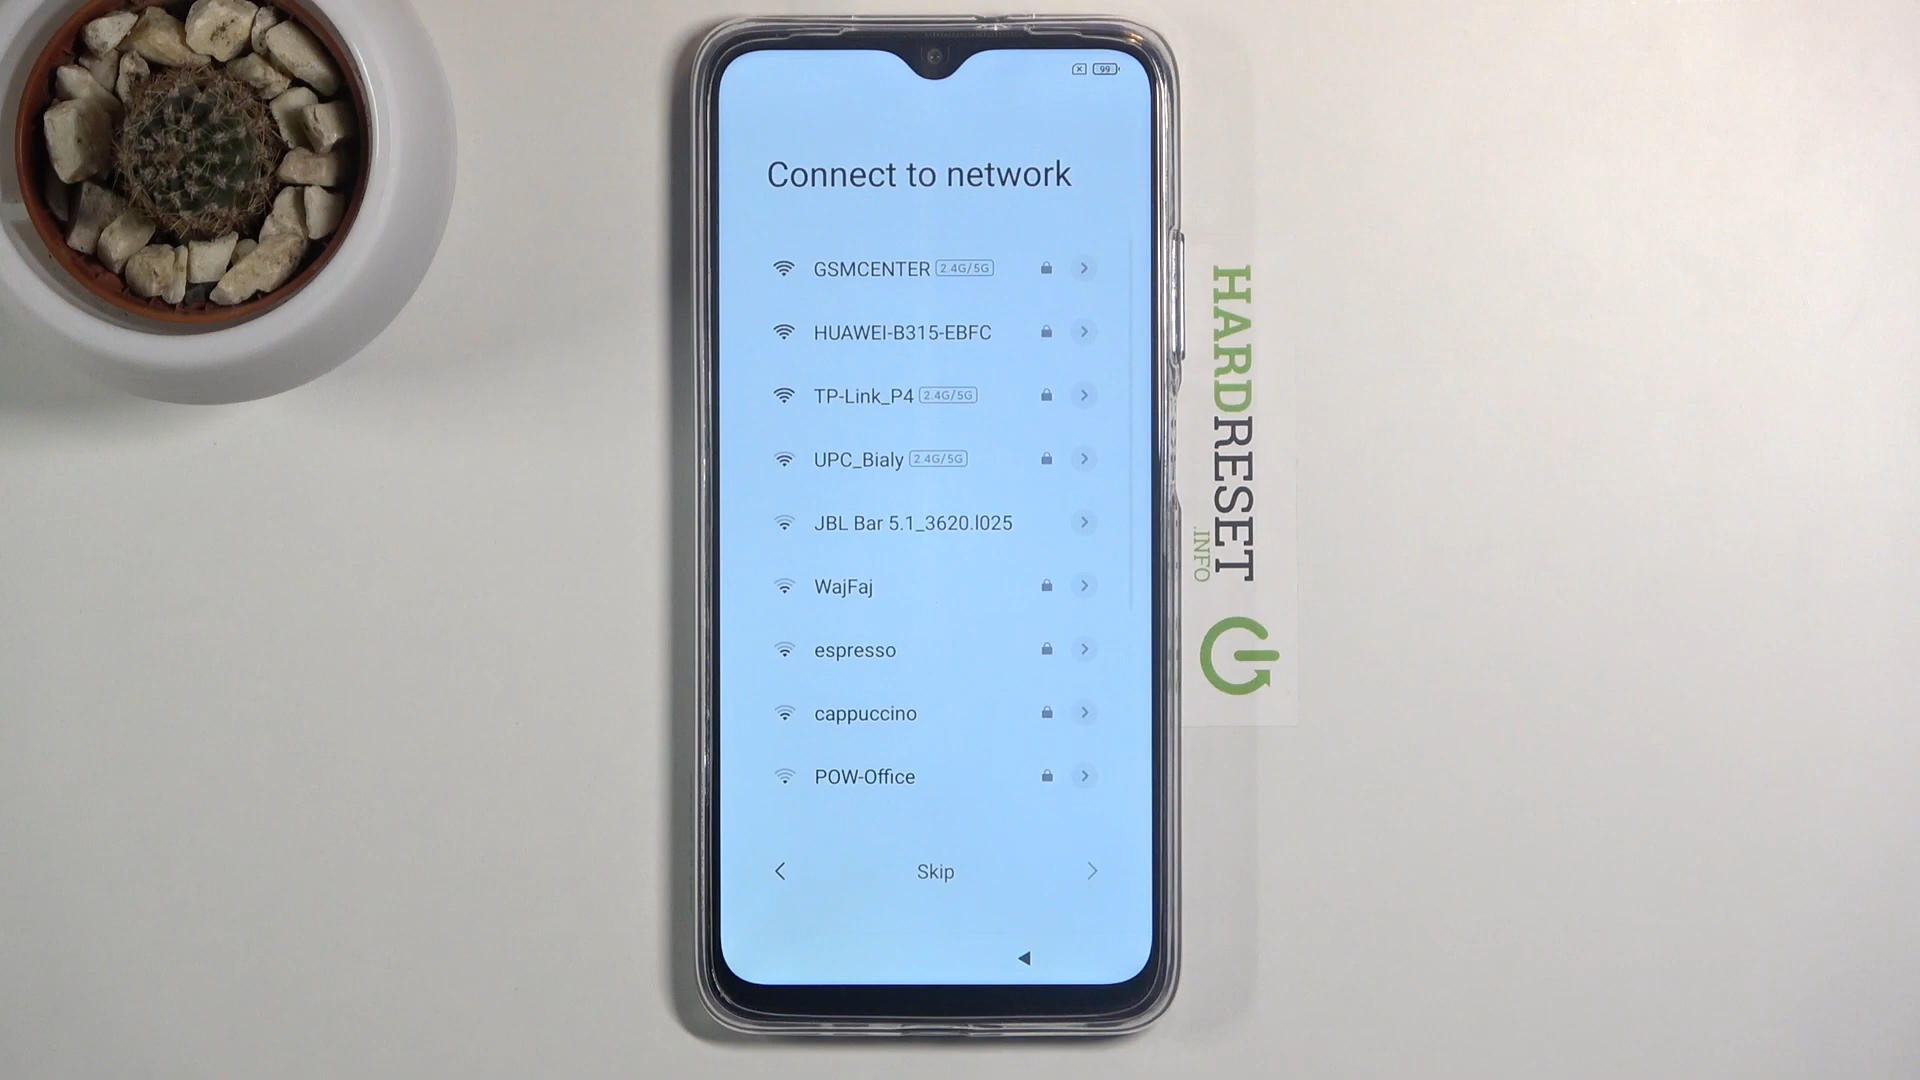 99
Connect to network
GSMCENTER 2.4G/5G
HUAWEI-B315-EBFC
TP-Link_P4 2.4G/5G
UPC_Bialy 2.4G/5G
JBL Bar 5.1_3620.l025
WajFaj
espresso
cappuccino
POW-Office
Skip
HARDRESET
.INFO